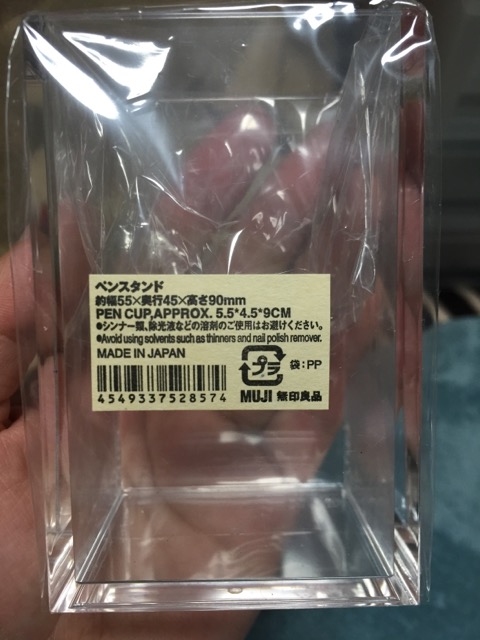 ペンスタンド
約幅55×奥行45×高さ90mm
PEN CUP,APPROX. 5.5*4.5*9CM
●シンナー類、除光液などの溶剤のご使用はお避けください。
●Avoid using solvents such as thinners and nail polish remover.
MADE IN JAPAN
プラ 袋:PP
4549337528574
MUJI 無印良品